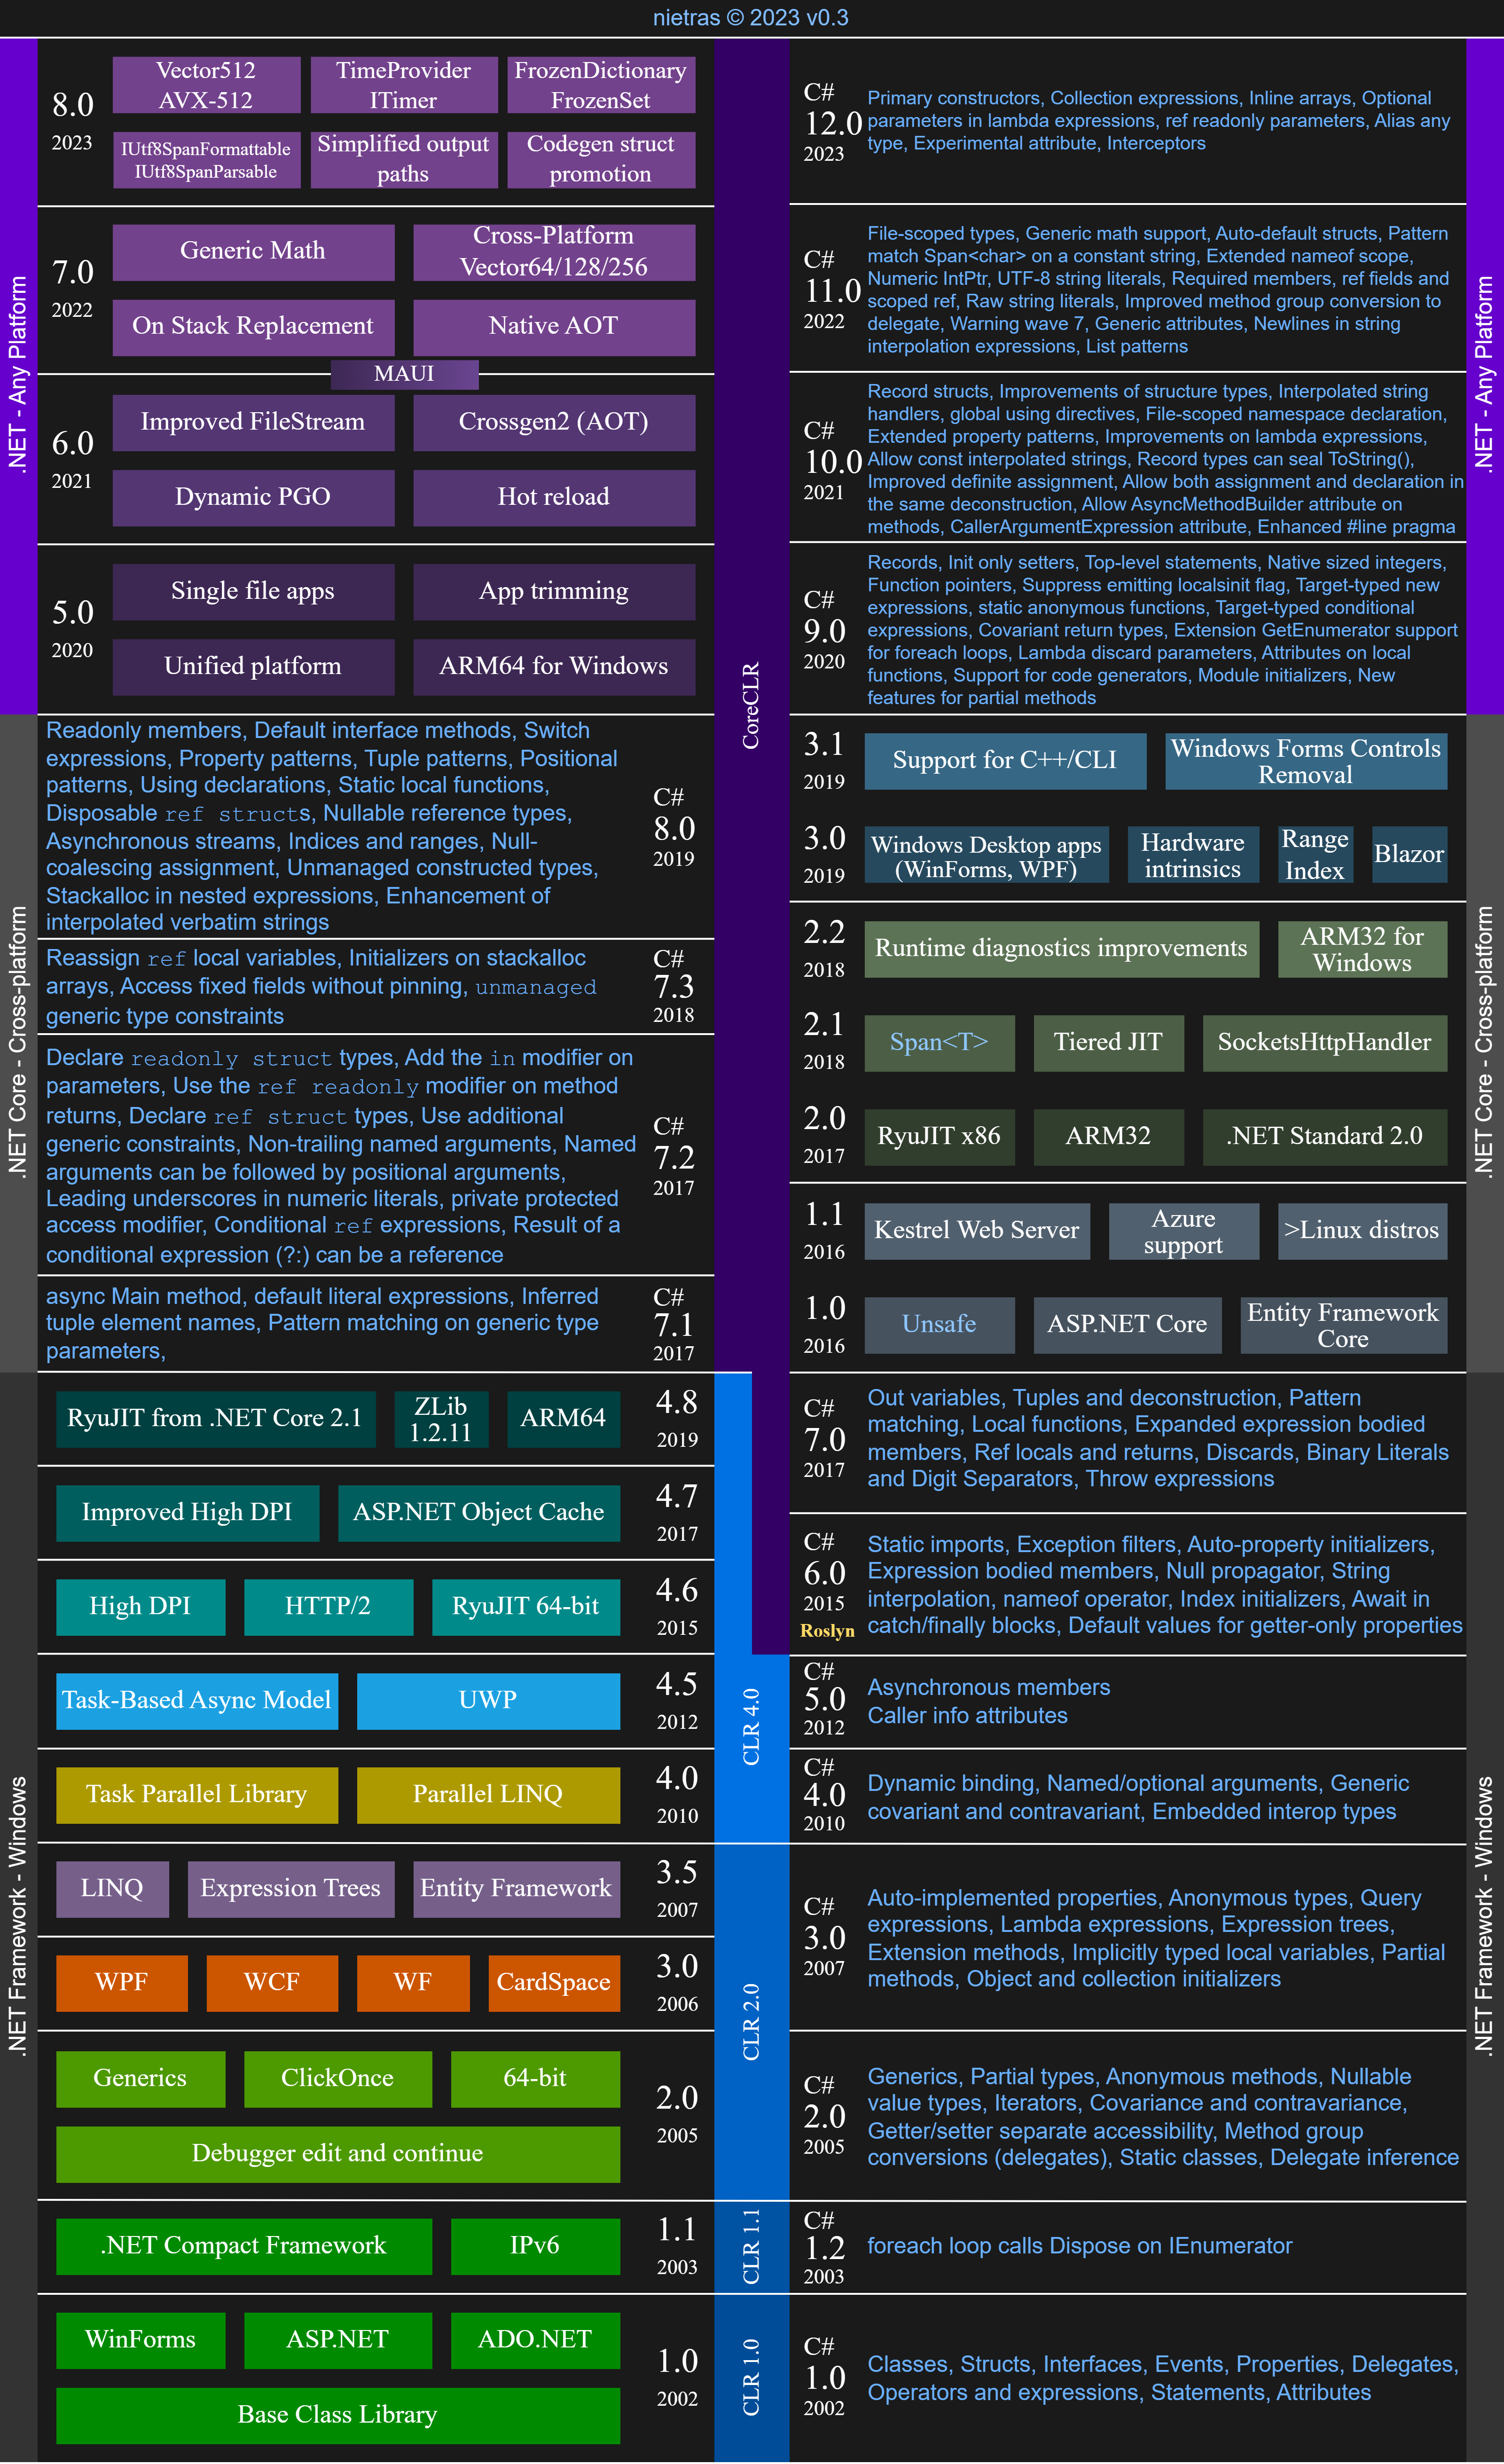 nietras © 2023 v0.3
.NET - Any Platform
8.0
2023
Vector512
AVX-512
TimeProvider
ITimer
FrozenDictionary
FrozenSet
IUtf8SpanFormattable
IUtf8SpanParsable
Simplified output
paths
Codegen struct
promotion
7.0
2022
Generic Math
Cross-Platform
Vector64/128/256
On Stack Replacement
Native AOT
MAUI
6.0
2021
Improved FileStream
Crossgen2 (AOT)
Dynamic PGO
Hot reload
5.0
2020
Single file apps
App trimming
Unified platform
ARM64 for Windows
CoreCLR
C#
12.0
2023
Primary constructors, Collection expressions, Inline arrays, Optional
parameters in lambda expressions, ref readonly parameters, Alias any
type, Experimental attribute, Interceptors
C#
11.0
2022
File-scoped types, Generic math support, Auto-default structs, Pattern
match Span<char> on a constant string, Extended nameof scope,
Numeric IntPtr, UTF-8 string literals, Required members, ref fields and
scoped ref, Raw string literals, Improved method group conversion to
delegate, Warning wave 7, Generic attributes, Newlines in string
interpolation expressions, List patterns
C#
10.0
2021
Record structs, Improvements of structure types, Interpolated string
handlers, global using directives, File-scoped namespace declaration,
Extended property patterns, Improvements on lambda expressions,
Allow const interpolated strings, Record types can seal ToString(),
Improved definite assignment, Allow both assignment and declaration in
the same deconstruction, Allow AsyncMethodBuilder attribute on
methods, CallerArgumentExpression attribute, Enhanced #line pragma
C#
9.0
2020
Records, Init only setters, Top-level statements, Native sized integers,
Function pointers, Suppress emitting localsinit flag, Target-typed new
expressions, static anonymous functions, Target-typed conditional
expressions, Covariant return types, Extension GetEnumerator support
for foreach loops, Lambda discard parameters, Attributes on local
functions, Support for code generators, Module initializers, New
features for partial methods
.NET - Any Platform
.NET Core - Cross-platform
Readonly members, Default interface methods, Switch
expressions, Property patterns, Tuple patterns, Positional
patterns, Using declarations, Static local functions,
Disposable ref structs, Nullable reference types,
Asynchronous streams, Indices and ranges, Null-
coalescing assignment, Unmanaged constructed types,
Stackalloc in nested expressions, Enhancement of
interpolated verbatim strings
C#
8.0
2019
Reassign ref local variables, Initializers on stackalloc
arrays, Access fixed fields without pinning, unmanaged
generic type constraints
C#
7.3
2018
Declare readonly struct types, Add the in modifier on
parameters, Use the ref readonly modifier on method
returns, Declare ref struct types, Use additional
generic constraints, Non-trailing named arguments, Named
arguments can be followed by positional arguments,
Leading underscores in numeric literals, private protected
access modifier, Conditional ref expressions, Result of a
conditional expression (?:) can be a reference
C#
7.2
2017
async Main method, default literal expressions, Inferred
tuple element names, Pattern matching on generic type
parameters,
C#
7.1
2017
3.1
2019
Support for C++/CLI
Windows Forms Controls
Removal
3.0
2019
Windows Desktop apps
(WinForms, WPF)
Hardware
intrinsics
Range
Index
Blazor
2.2
2018
Runtime diagnostics improvements
ARM32 for
Windows
2.1
2018
Span<T>
Tiered JIT
SocketsHttpHandler
2.0
2017
RyuJIT x86
ARM32
.NET Standard 2.0
1.1
2016
Kestrel Web Server
Azure
support
>Linux distros
1.0
2016
Unsafe
ASP.NET Core
Entity Framework
Core
.NET Core - Cross-platform
.NET Framework - Windows
RyuJIT from .NET Core 2.1
ZLib
1.2.11
ARM64
4.8
2019
Improved High DPI
ASP.NET Object Cache
4.7
2017
High DPI
HTTP/2
RyuJIT 64-bit
4.6
2015
Task-Based Async Model
UWP
4.5
2012
Task Parallel Library
Parallel LINQ
4.0
2010
LINQ
Expression Trees
Entity Framework
3.5
2007
WPF
WCF
WF
CardSpace
3.0
2006
Generics
ClickOnce
64-bit
Debugger edit and continue
2.0
2005
.NET Compact Framework
IPv6
1.1
2003
WinForms
ASP.NET
ADO.NET
Base Class Library
1.0
2002
CLR 4.0
CLR 2.0
CLR 1.1
CLR 1.0
C#
7.0
2017
Out variables, Tuples and deconstruction, Pattern
matching, Local functions, Expanded expression bodied
members, Ref locals and returns, Discards, Binary Literals
and Digit Separators, Throw expressions
C#
6.0
2015
Roslyn
Static imports, Exception filters, Auto-property initializers,
Expression bodied members, Null propagator, String
interpolation, nameof operator, Index initializers, Await in
catch/finally blocks, Default values for getter-only properties
C#
5.0
2012
Asynchronous members
Caller info attributes
C#
4.0
2010
Dynamic binding, Named/optional arguments, Generic
covariant and contravariant, Embedded interop types
C#
3.0
2007
Auto-implemented properties, Anonymous types, Query
expressions, Lambda expressions, Expression trees,
Extension methods, Implicitly typed local variables, Partial
methods, Object and collection initializers
C#
2.0
2005
Generics, Partial types, Anonymous methods, Nullable
value types, Iterators, Covariance and contravariance,
Getter/setter separate accessibility, Method group
conversions (delegates), Static classes, Delegate inference
C#
1.2
2003
foreach loop calls Dispose on IEnumerator
C#
1.0
2002
Classes, Structs, Interfaces, Events, Properties, Delegates,
Operators and expressions, Statements, Attributes
.NET Framework - Windows